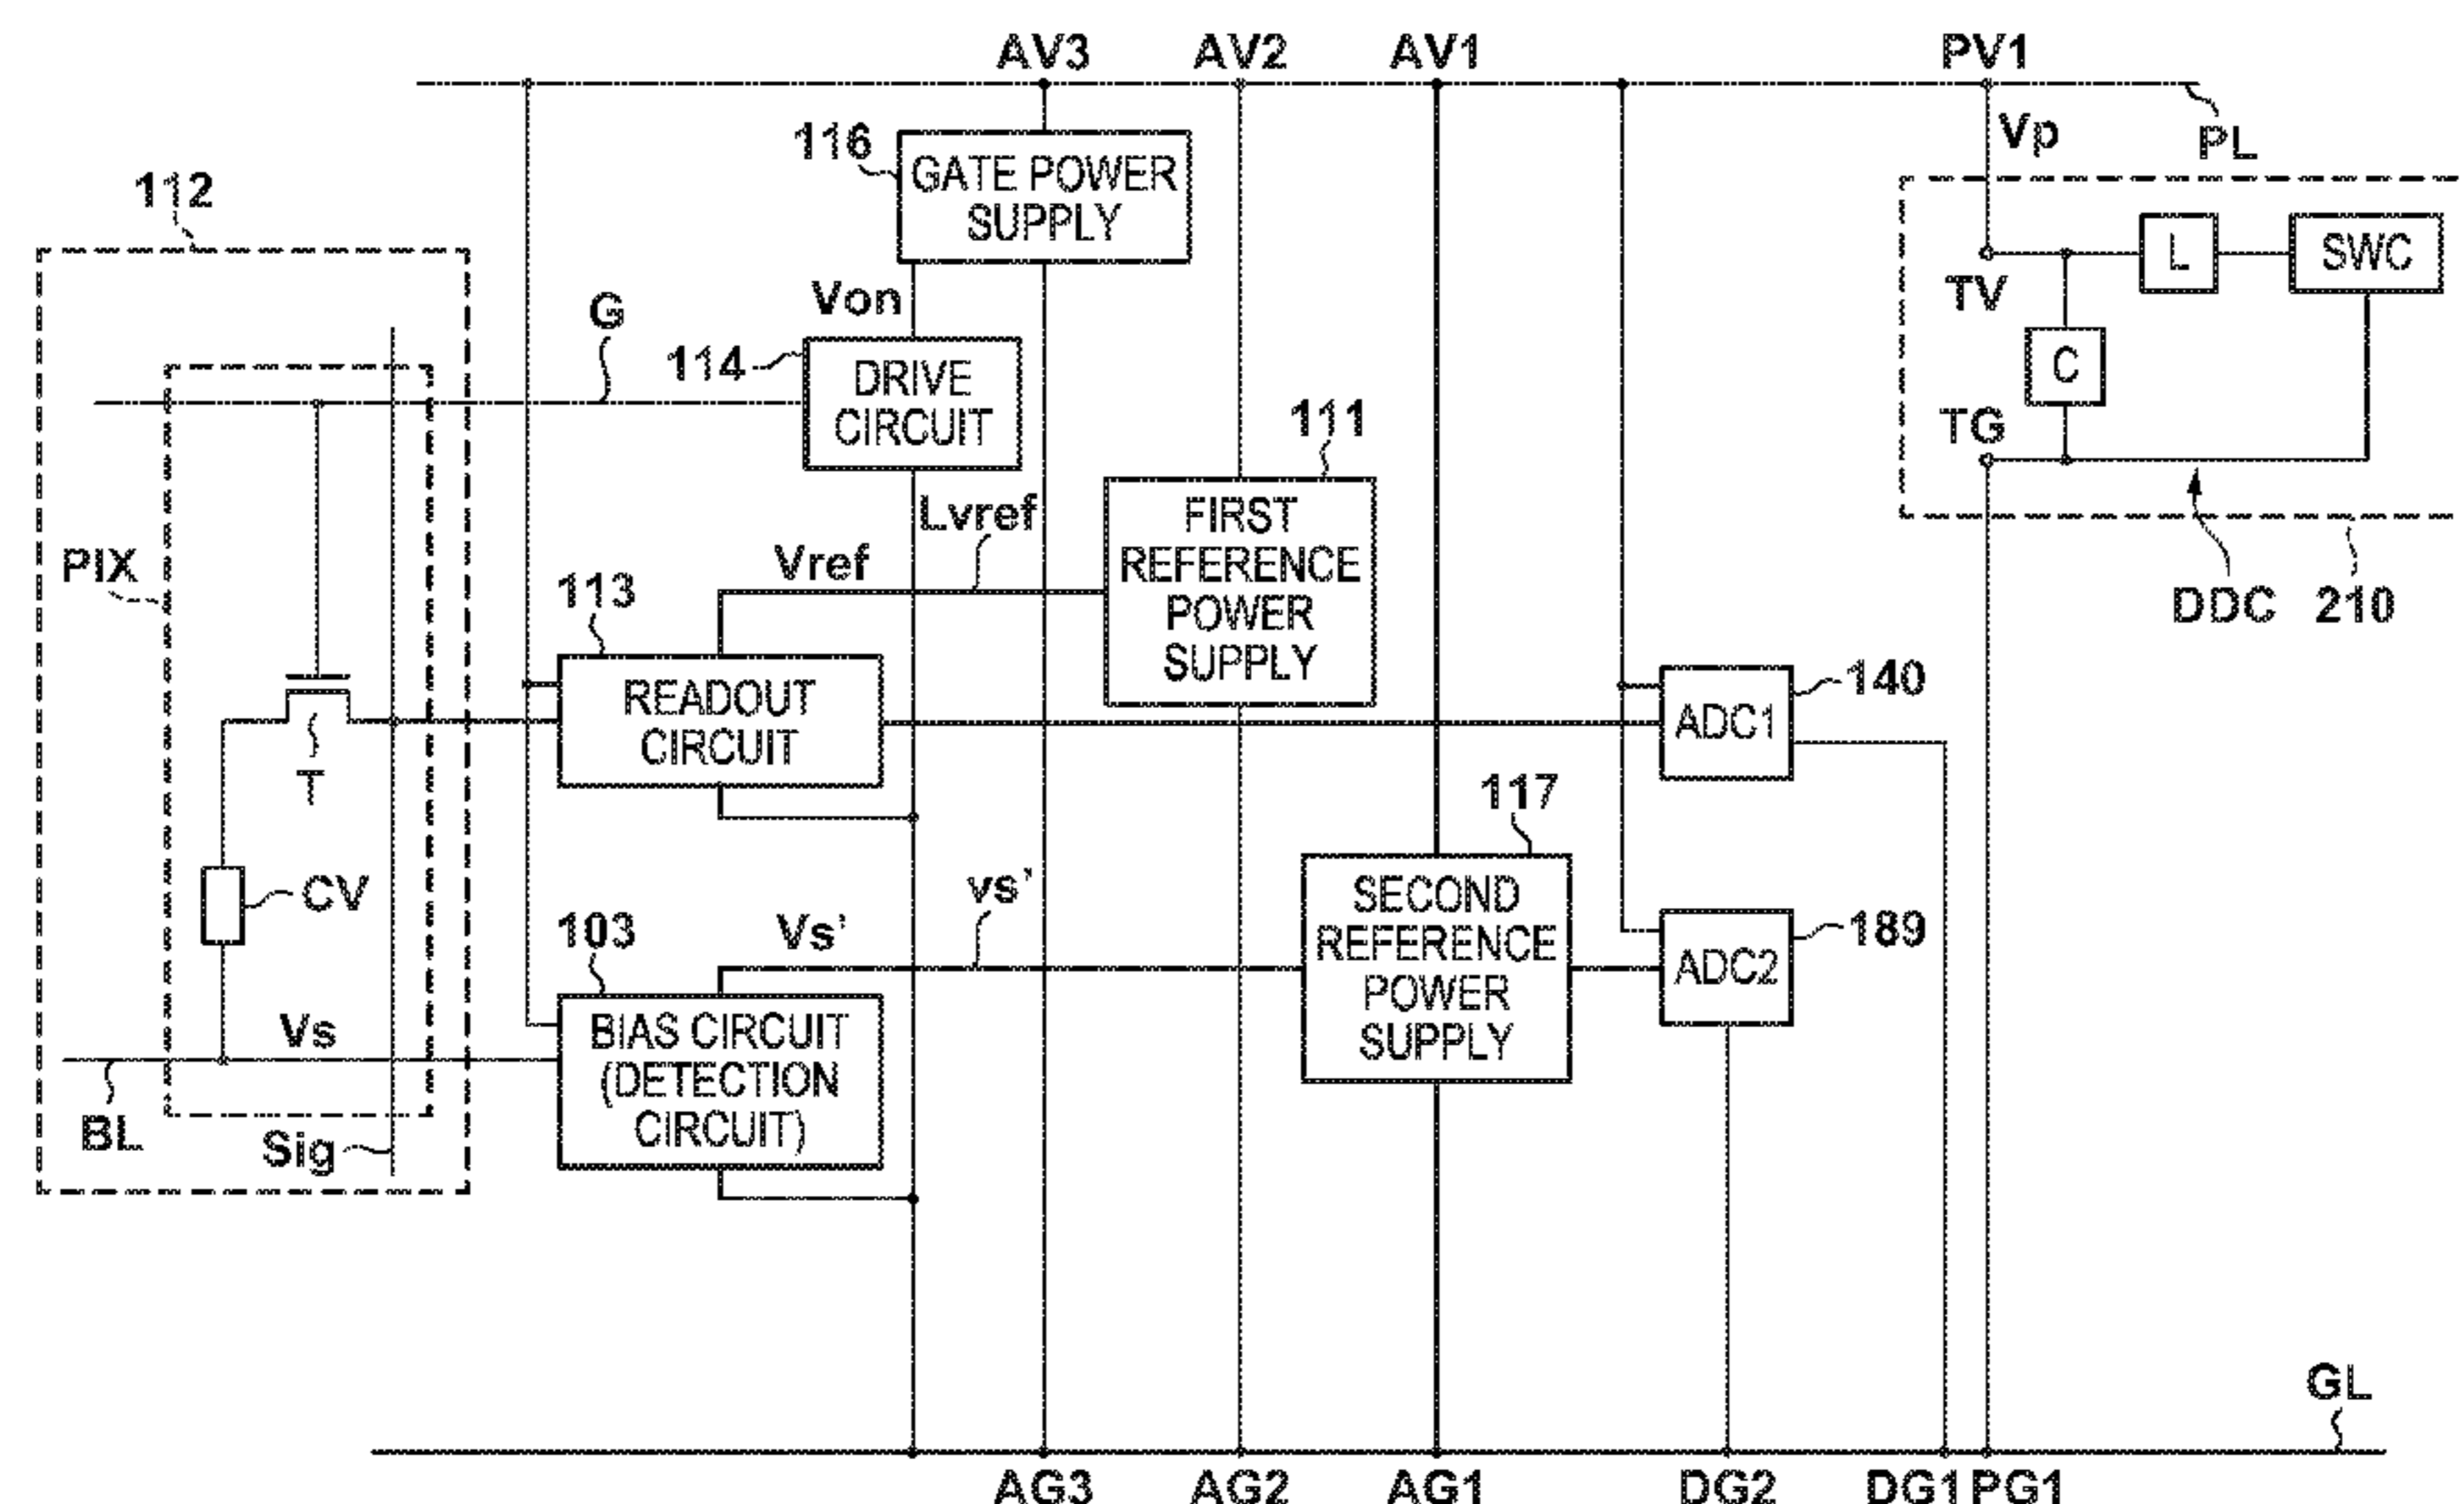 AV3 AV2 AV1 PV1
Vp
PL
116
GATE POWER
SUPPLY
112
L
SWC
TV
Von
G
114
DRIVE
CIRCUIT
C
TG
111
Lvref
FIRST
REFERENCE
POWER
SUPPLY
PIX
Vref
113
DDC 210
READOUT
CIRCUIT
140
ADC1
T
117
CV
vs'
103
Vs'
SECOND
REFERENCE
POWER
SUPPLY
189
ADC2
Vs
BIAS CIRCUIT
(DETECTION
CIRCUIT)
BL
Sig
GL
AG3 AG2 AG1 DG2 DG1 PG1